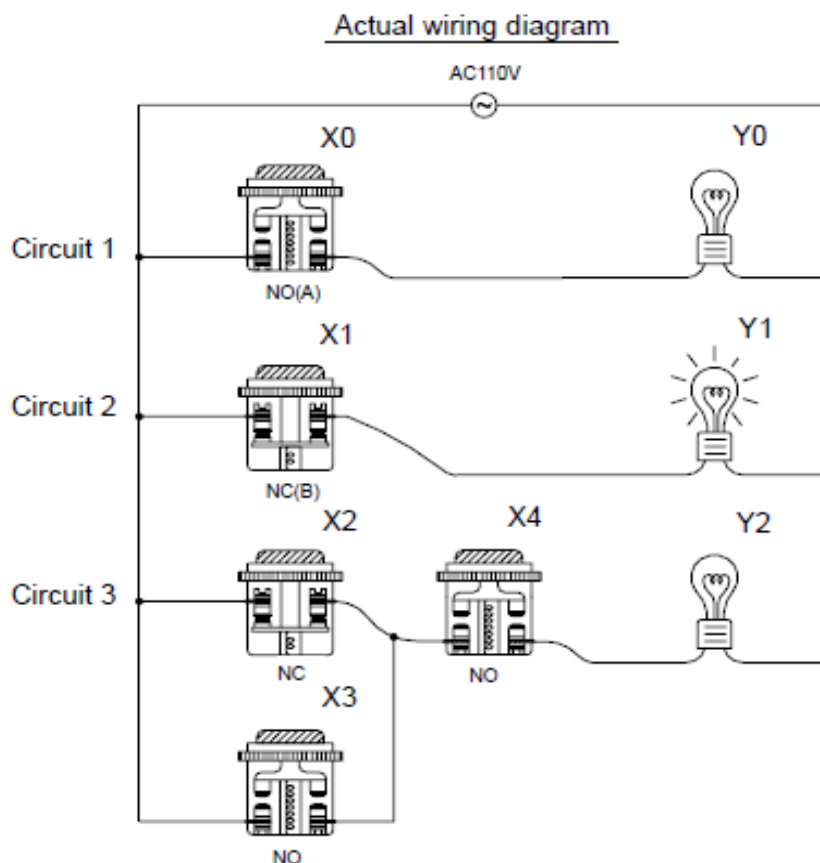 Actual wiring diagram
AC110V
X0
Y0
Circuit 1
NO(A)
X1
Y1
Circuit 2
NC(B)
X2
X4
Y2
Circuit 3
NC
NO
X3
NO